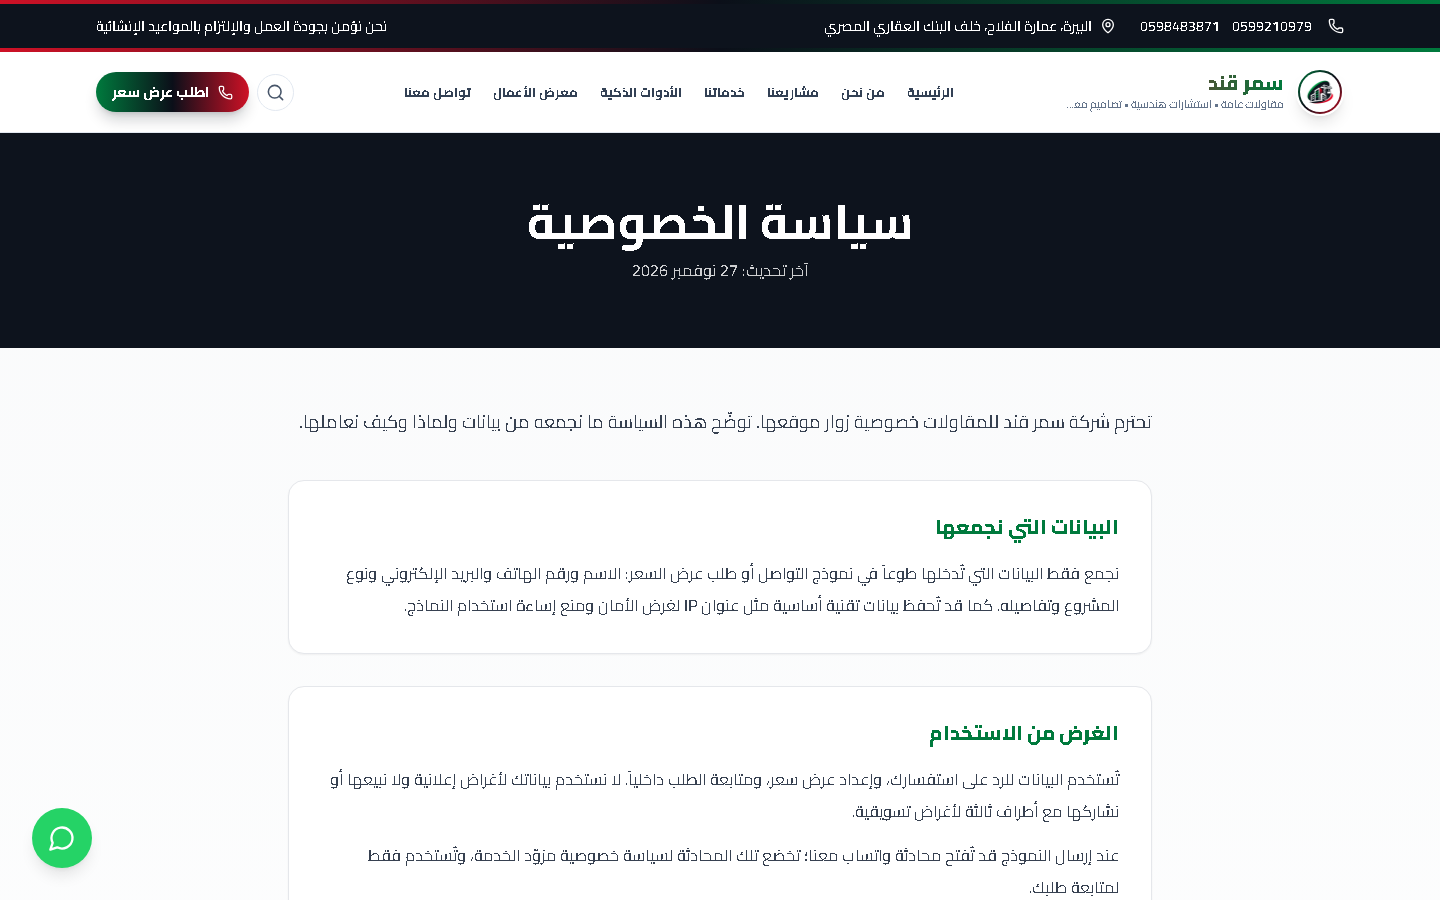 0599210979 0598483871
البيرة، عمارة الفلاح، خلف البنك العقاري المصري
نحن نؤمن بجودة العمل والإلتزام بالمواعيد الإنشائية
سمر قند
مقاولات عامة • استشارات هندسية • تصاميم مع...
الرئيسية
من نحن
مشاريعنا
خدماتنا
الأدوات الذكية
معرض الأعمال
تواصل معنا
اطلب عرض سعر
سياسة الخصوصية
آخر تحديث: 27 نوفمبر 2026
تحترم شركة سمر قند للمقاولات خصوصية زوار موقعها. توضّح هذه السياسة ما نجمعه من بيانات ولماذا وكيف نعاملها.
البيانات التي نجمعها
نجمع فقط البيانات التي تُدخلها طوعاً في نموذج التواصل أو طلب عرض السعر: الاسم ورقم الهاتف والبريد الإلكتروني ونوع
المشروع وتفاصيله. كما قد تُحفظ بيانات تقنية أساسية مثل عنوان IP لغرض الأمان ومنع إساءة استخدام النماذج.
الغرض من الاستخدام
تُستخدم البيانات للرد على استفسارك، وإعداد عرض سعر، ومتابعة الطلب داخلياً. لا نستخدم بياناتك لأغراض إعلانية ولا نبيعها أو
نشاركها مع أطراف ثالثة لأغراض تسويقية.
عند إرسال النموذج قد تُفتح محادثة واتساب معنا؛ تخضع تلك المحادثة لسياسة خصوصية مزوّد الخدمة، وتُستخدم فقط
لمتابعة طلبك.